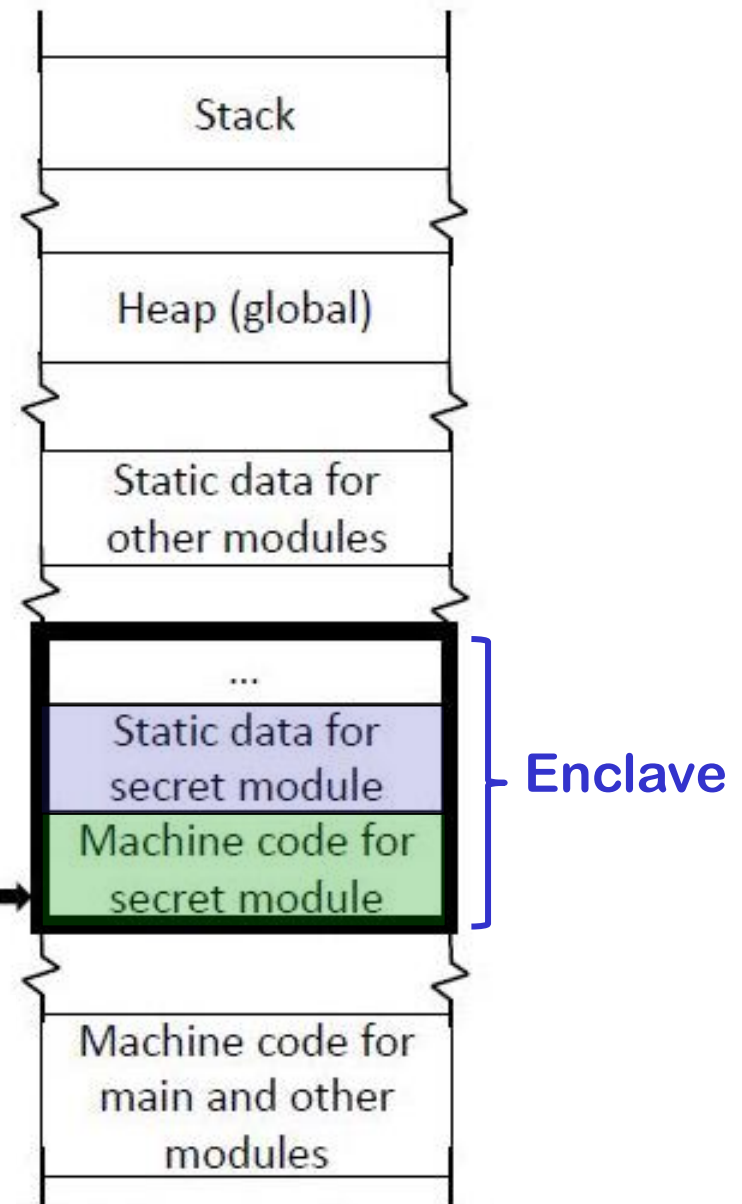 Stack
Heap (global)
Static data for
other modules
...
Static data for
secret module
Enclave
Machine code for
secret module
Machine code for
main and other
modules